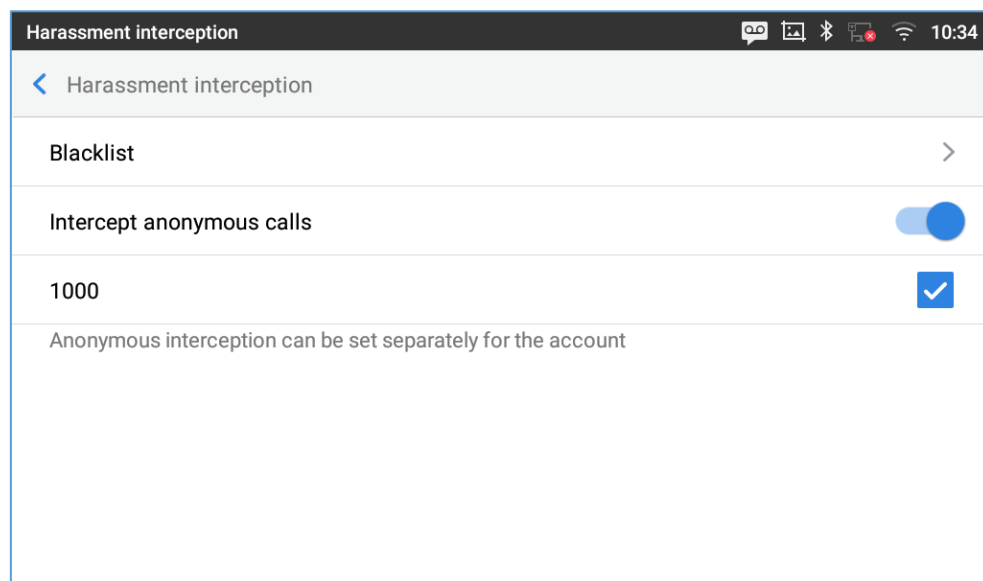 Harassment interception 10:34
Harassment interception
Blacklist
Intercept anonymous calls
1000
Anonymous interception can be set separately for the account